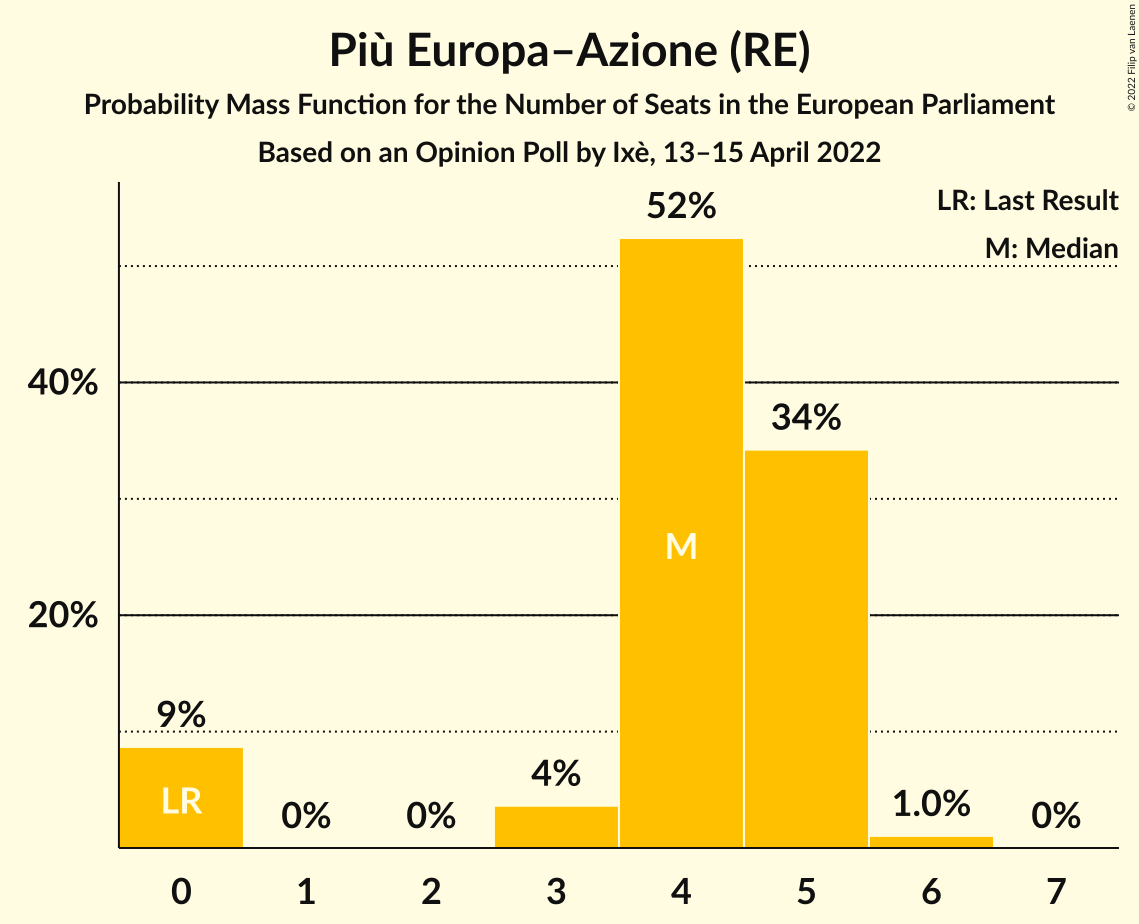 Più Europa–Azione (RE)
Probability Mass Function for the Number of Seats in the European Parliament
Based on an Opinion Poll by Ixè, 13–15 April 2022
© 2022 Filip van Laenen
LR: Last Result
M: Median
52%
40%
34%
M
20%
9%
LR
0%
0%
4%
1.0%
0%
0 1 2 3 4 5 6 7